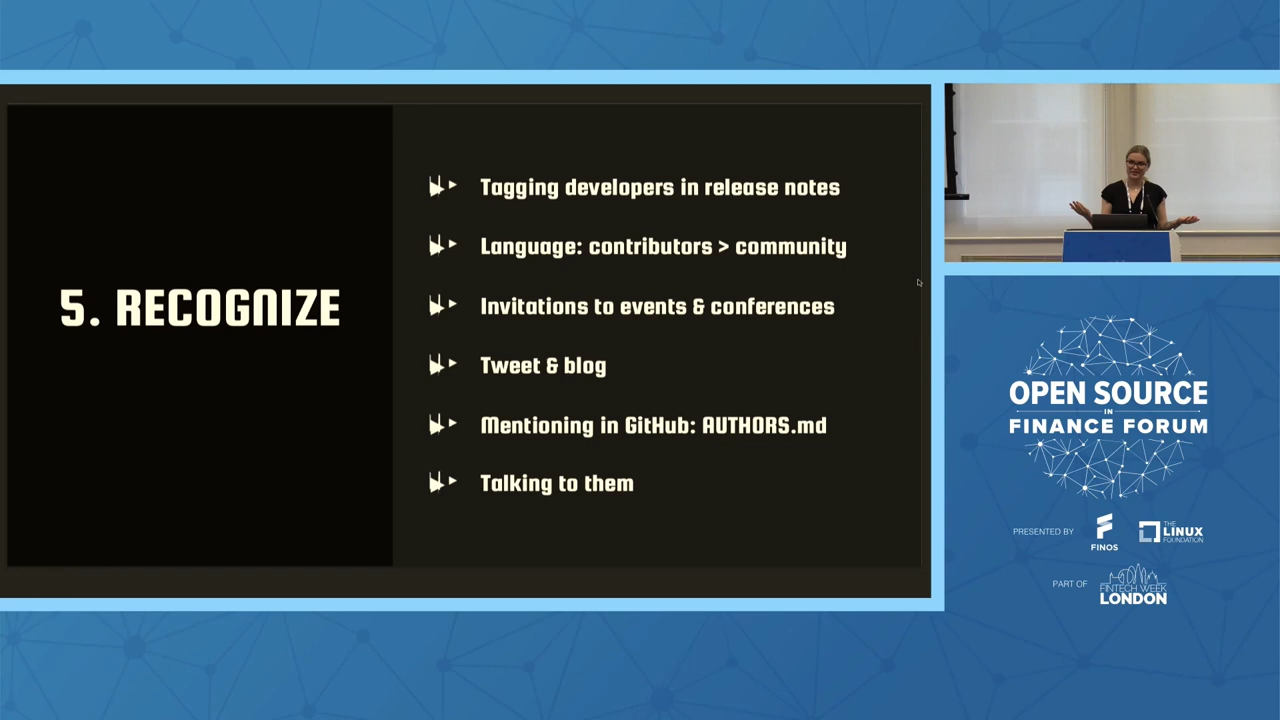 5. RECOGNIZE
Tagging developers in release notes
Language: contributors > community
Invitations to events & conferences
Tweet & blog
Mentioning in GitHub: AUTHORS.md
Talking to them
OPEN SOURCE
IN
FINANCE FORUM
PRESENTED BY
FINOS
THE
LINUX
FOUNDATION
PART OF
FINTECH WEEK
LONDON